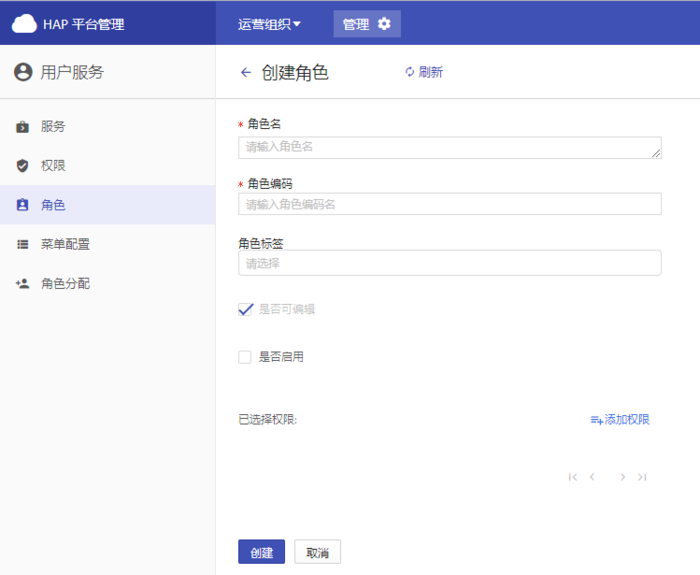 HAP 平台管理
运营组织 管理
用户服务
创建角色 刷新
服务
权限
角色
菜单配置
角色分配
* 角色名
请输入角色名
* 角色编码
请输入角色编码名
角色标签
请选择
是否可编辑
是否启用
已选择权限: 添加权限
创建 取消